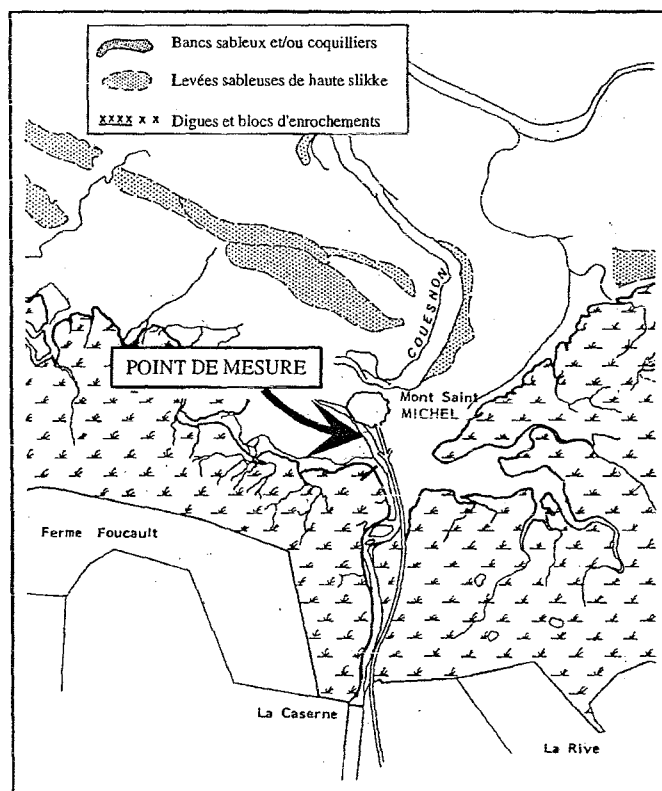 Bancs sableux et/ou coquilliers
Levées sableuses de haute slikke
xxxx x x Digues et blocs d'enrochements
COUESNON
POINT DE MESURE
Mont Saint
MICHEL
Ferme Foucault
La Caserne
La Rive